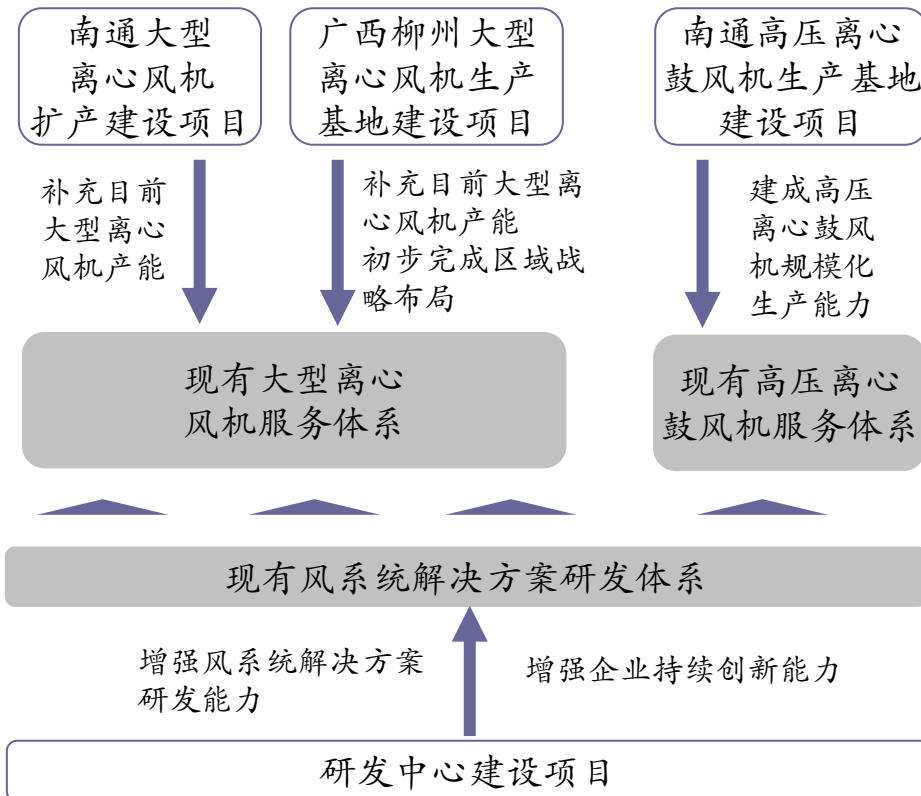 南通大型
离心风机
扩产建设项目
广西柳州大型
离心风机生产
基地建设项目
南通高压离心
鼓风机生产基地
建设项目
补充目前
大型离心
风机产能
补充目前大型离
心风机产能
初步完成区域战
略布局
建成高压
离心鼓风
机规模化
生产能力
现有大型离心
风机服务体系
现有高压离心
鼓风机服务体系
现有风系统解决方案研发体系
增强风系统解决方案
研发能力
增强企业持续创新能力
研发中心建设项目